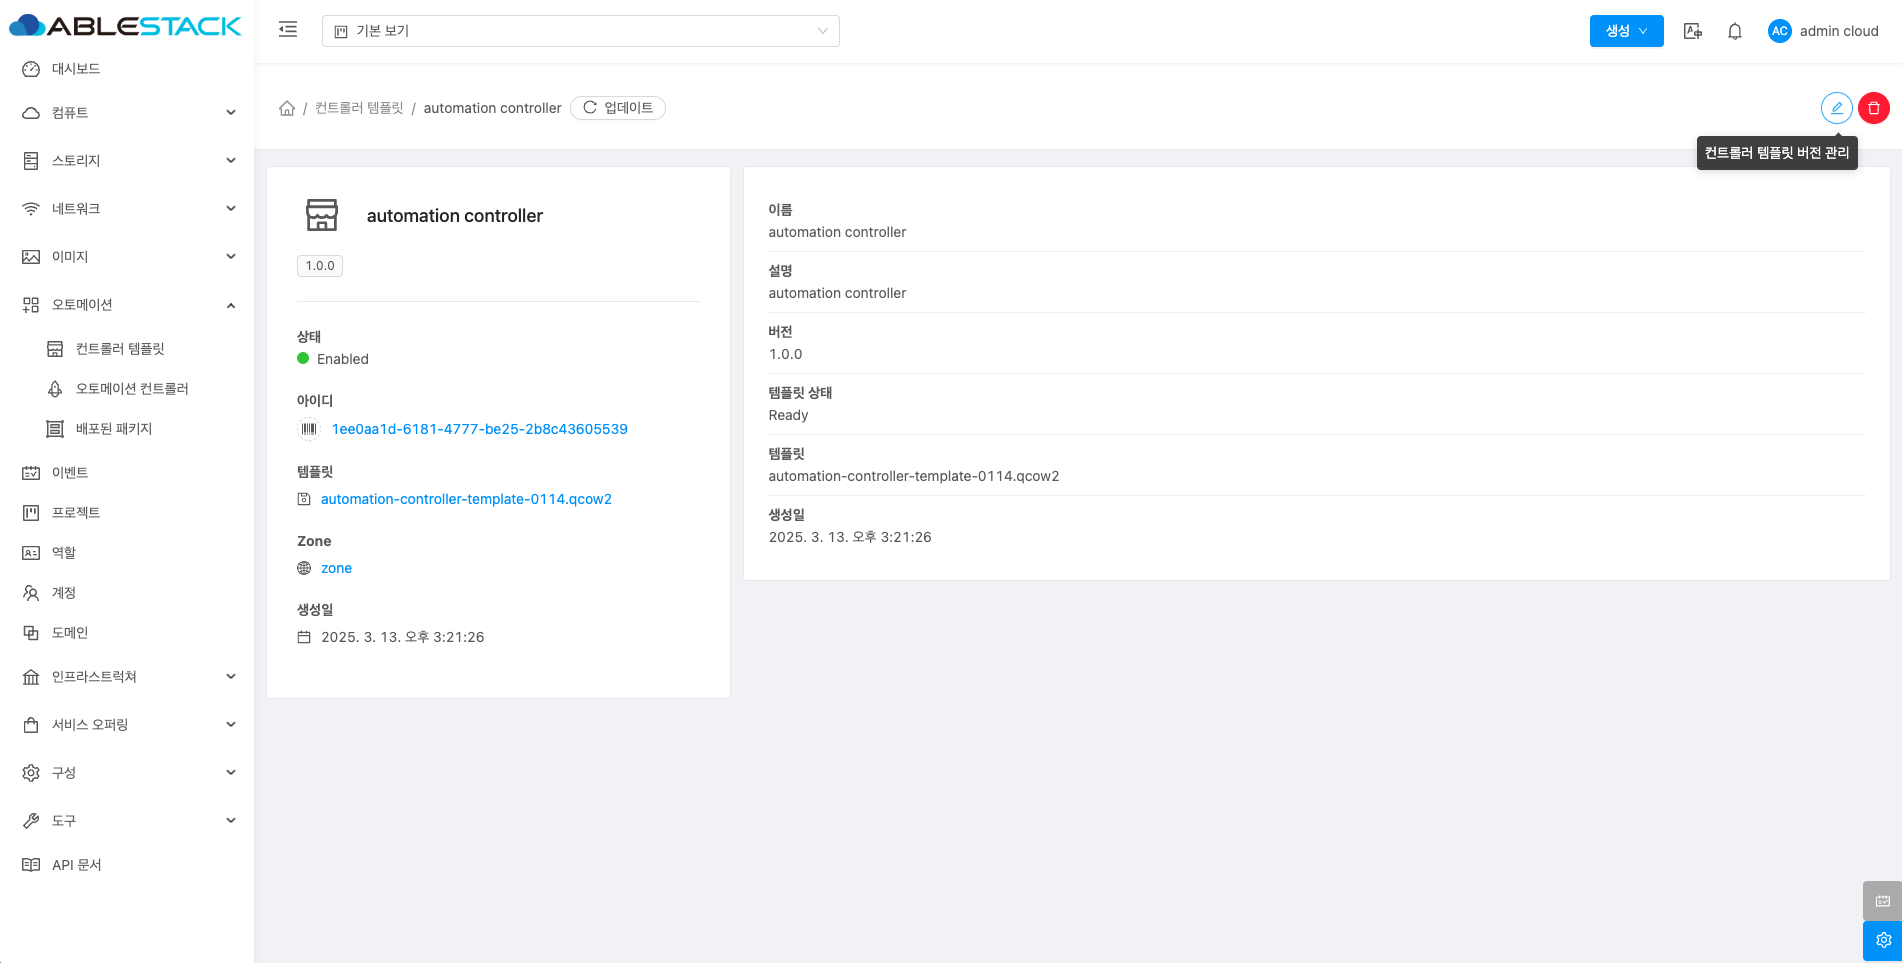 ABLESTACK
기본 보기
생성
AC
admin cloud
대시보드
컴퓨트
스토리지
네트워크
이미지
오토메이션
컨트롤러 템플릿
오토메이션 컨트롤러
배포된 패키지
이벤트
프로젝트
역할
계정
도메인
인프라스트럭쳐
서비스 오퍼링
구성
도구
API 문서
/ 컨트롤러 템플릿 / automation controller
업데이트
컨트롤러 템플릿 버전 관리
automation controller
1.0.0
상태
Enabled
아이디
1ee0aa1d-6181-4777-be25-2b8c43605539
템플릿
automation-controller-template-0114.qcow2
Zone
zone
생성일
2025. 3. 13. 오후 3:21:26
이름
automation controller
설명
automation controller
버전
1.0.0
템플릿 상태
Ready
템플릿
automation-controller-template-0114.qcow2
생성일
2025. 3. 13. 오후 3:21:26